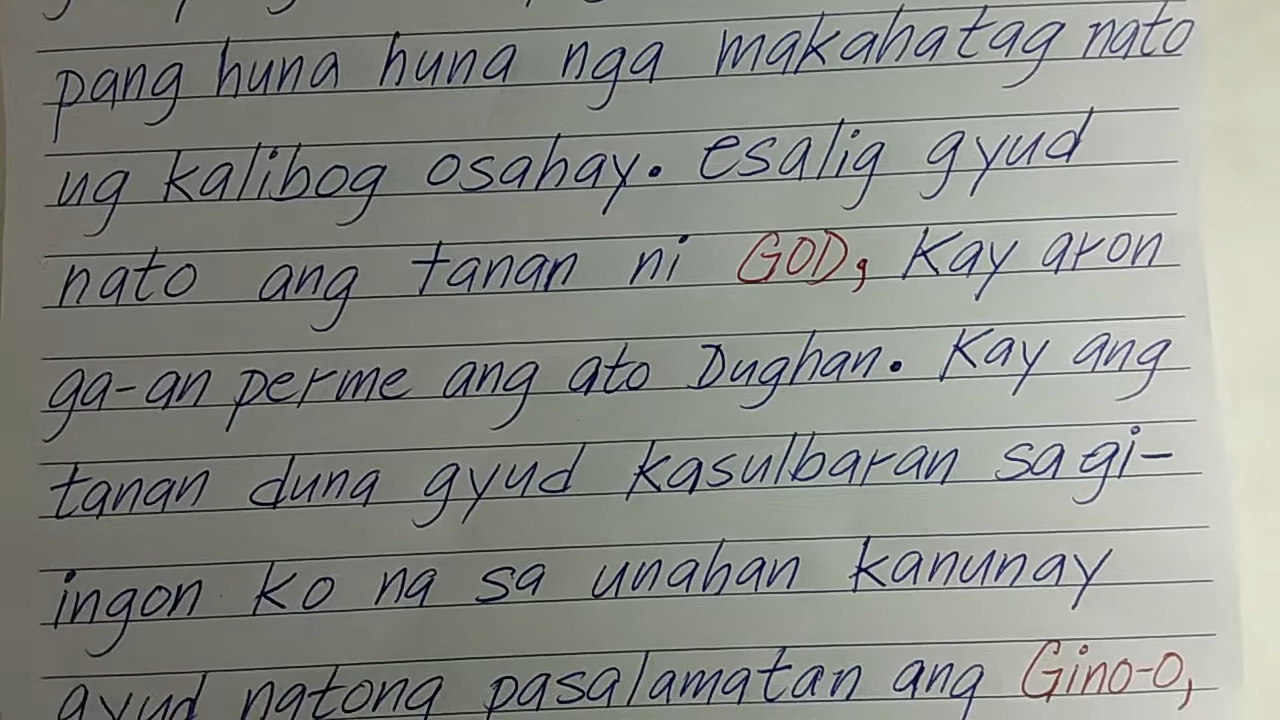 pang huna huna nga makahatag nato
ug kalibog osahay. esalig gyud
nato ang tanan ni GOD, Kay aron
ga-an perme ang ato Dughan. Kay ang
tanan duna gyud kasulbaran sa gi-
ingon ko na sa unahan kanunay
gyud natong pasalamatan ang Gino-o,